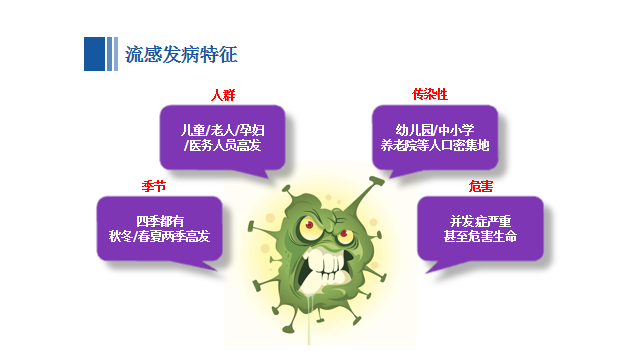 流感发病特征
人群
儿童/老人/孕妇
/医务人员高发
传染性
幼儿园/中小学
养老院等人口密集地
季节
四季都有
秋冬/春夏两季高发
危害
并发症严重
甚至危害生命